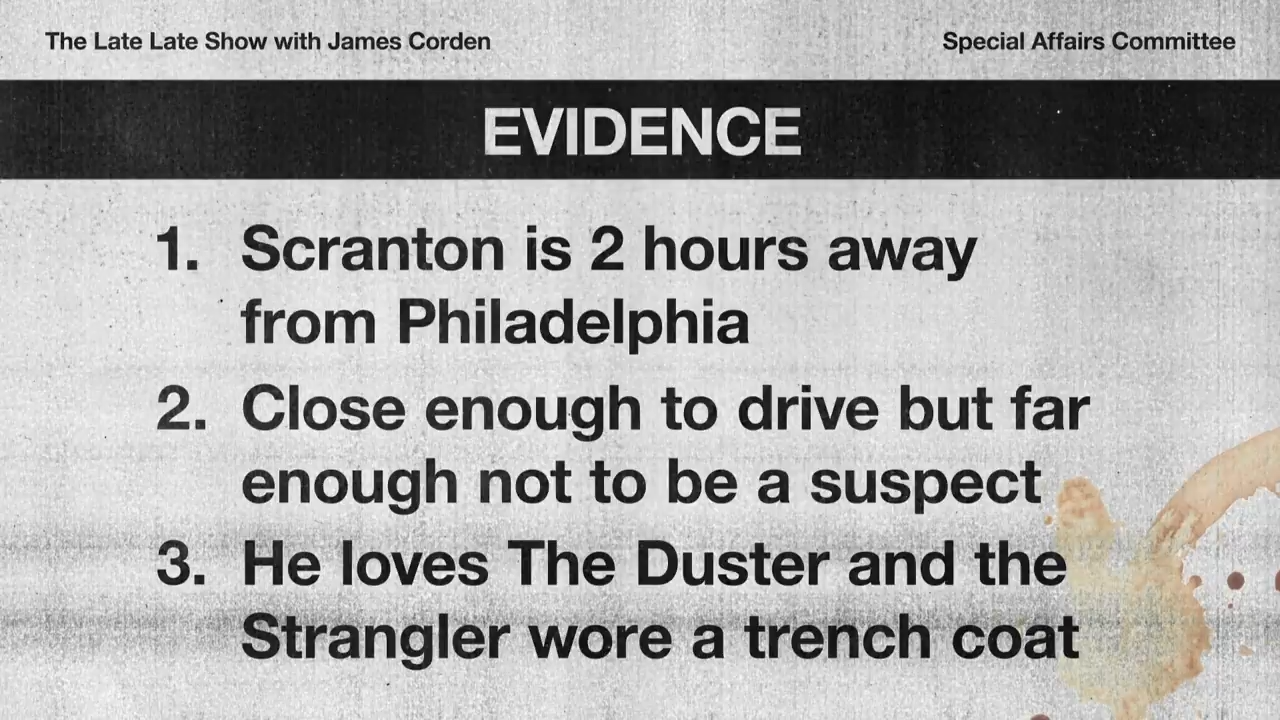 The Late Late Show with James Corden
Special Affairs Committee
EVIDENCE
1. Scranton is 2 hours away
from Philadelphia
2. Close enough to drive but far
enough not to be a suspect
3. He loves The Duster and the
Strangler wore a trench coat